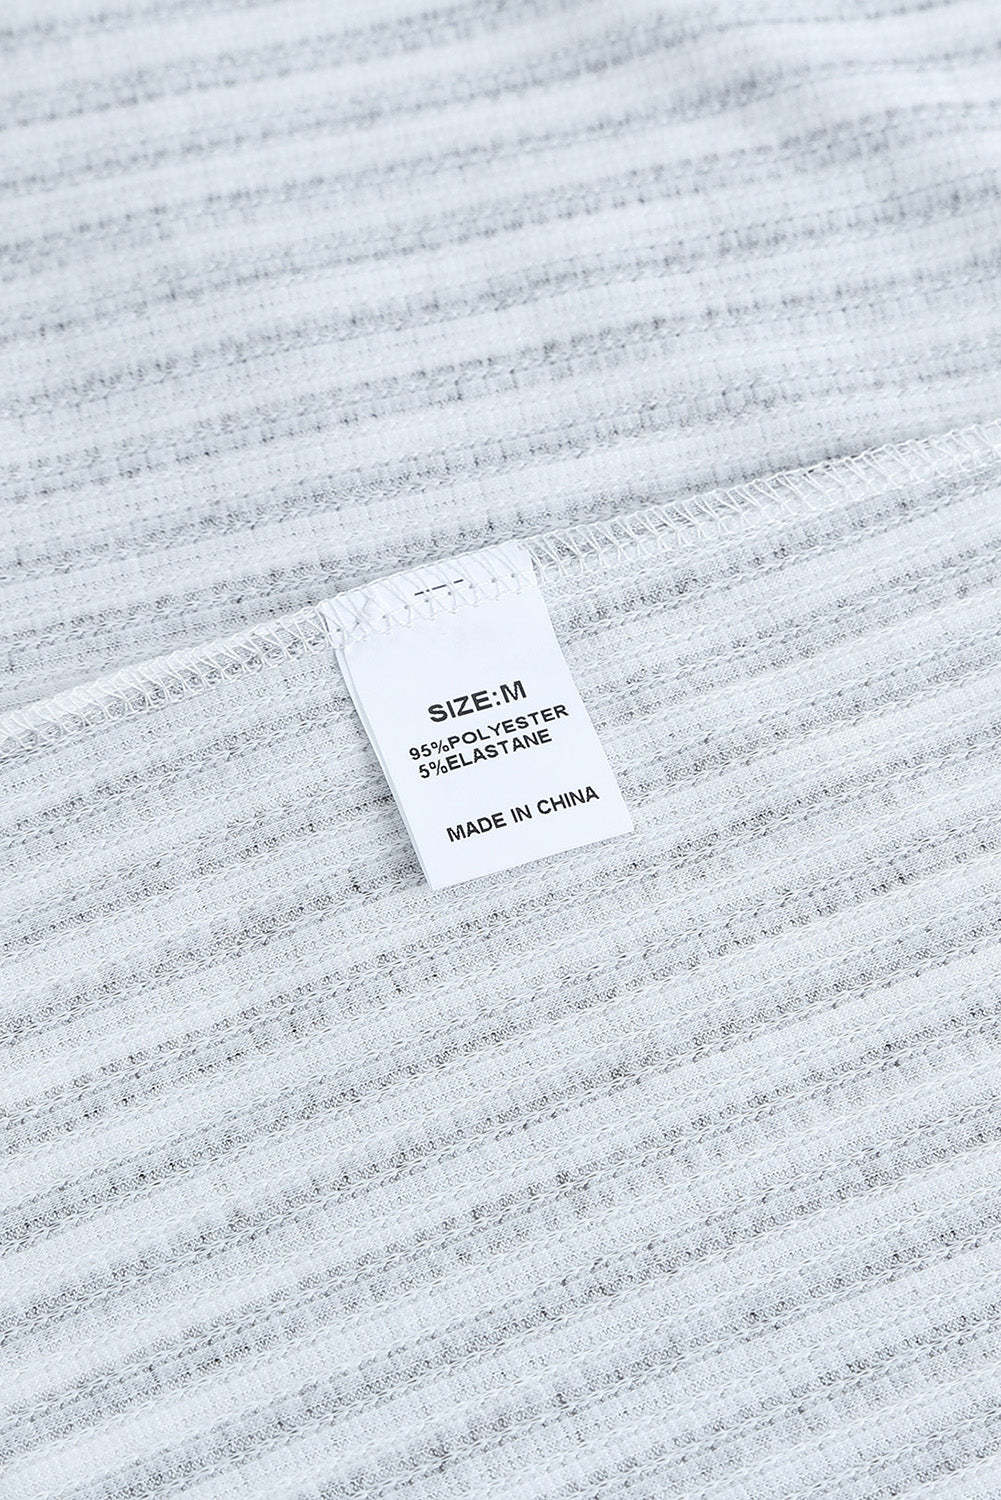 SIZE:M
95%POLYESTER
5%ELASTANE
MADE IN CHINA